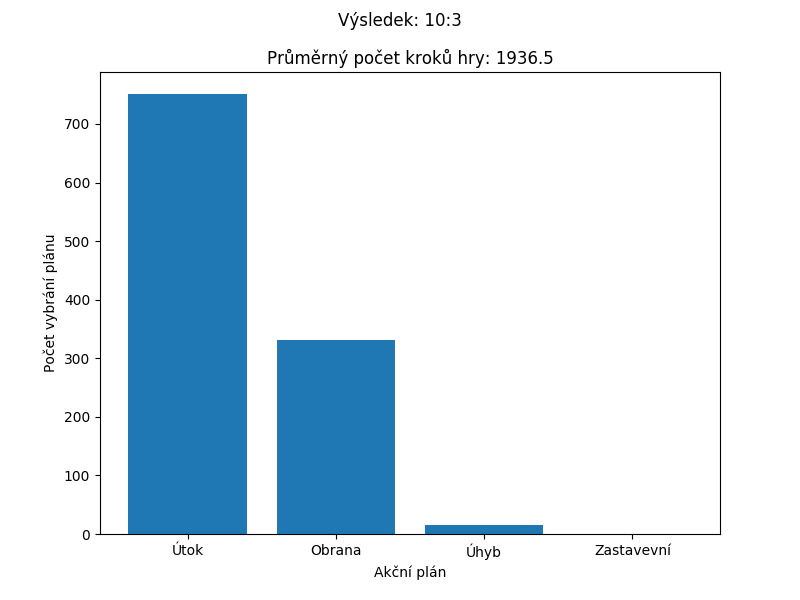 Výsledek: 10:3
Průměrný počet kroků hry: 1936.5
700
600
500
400
300
200
100
0
Počet vybrání plánu
Útok
Obrana
Úhyb
Zastavevní
Akční plán